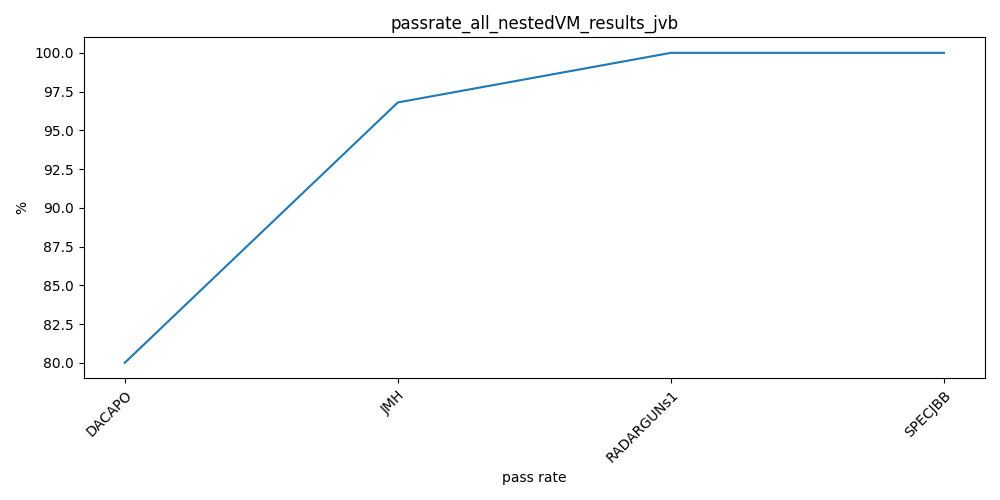 passrate_all_nestedVM_results_jvb
100.0
97.5
95.0
92.5
90.0
87.5
85.0
82.5
80.0
%
DACAPO
JMH
RADARGUNs1
SPECJBB
pass rate